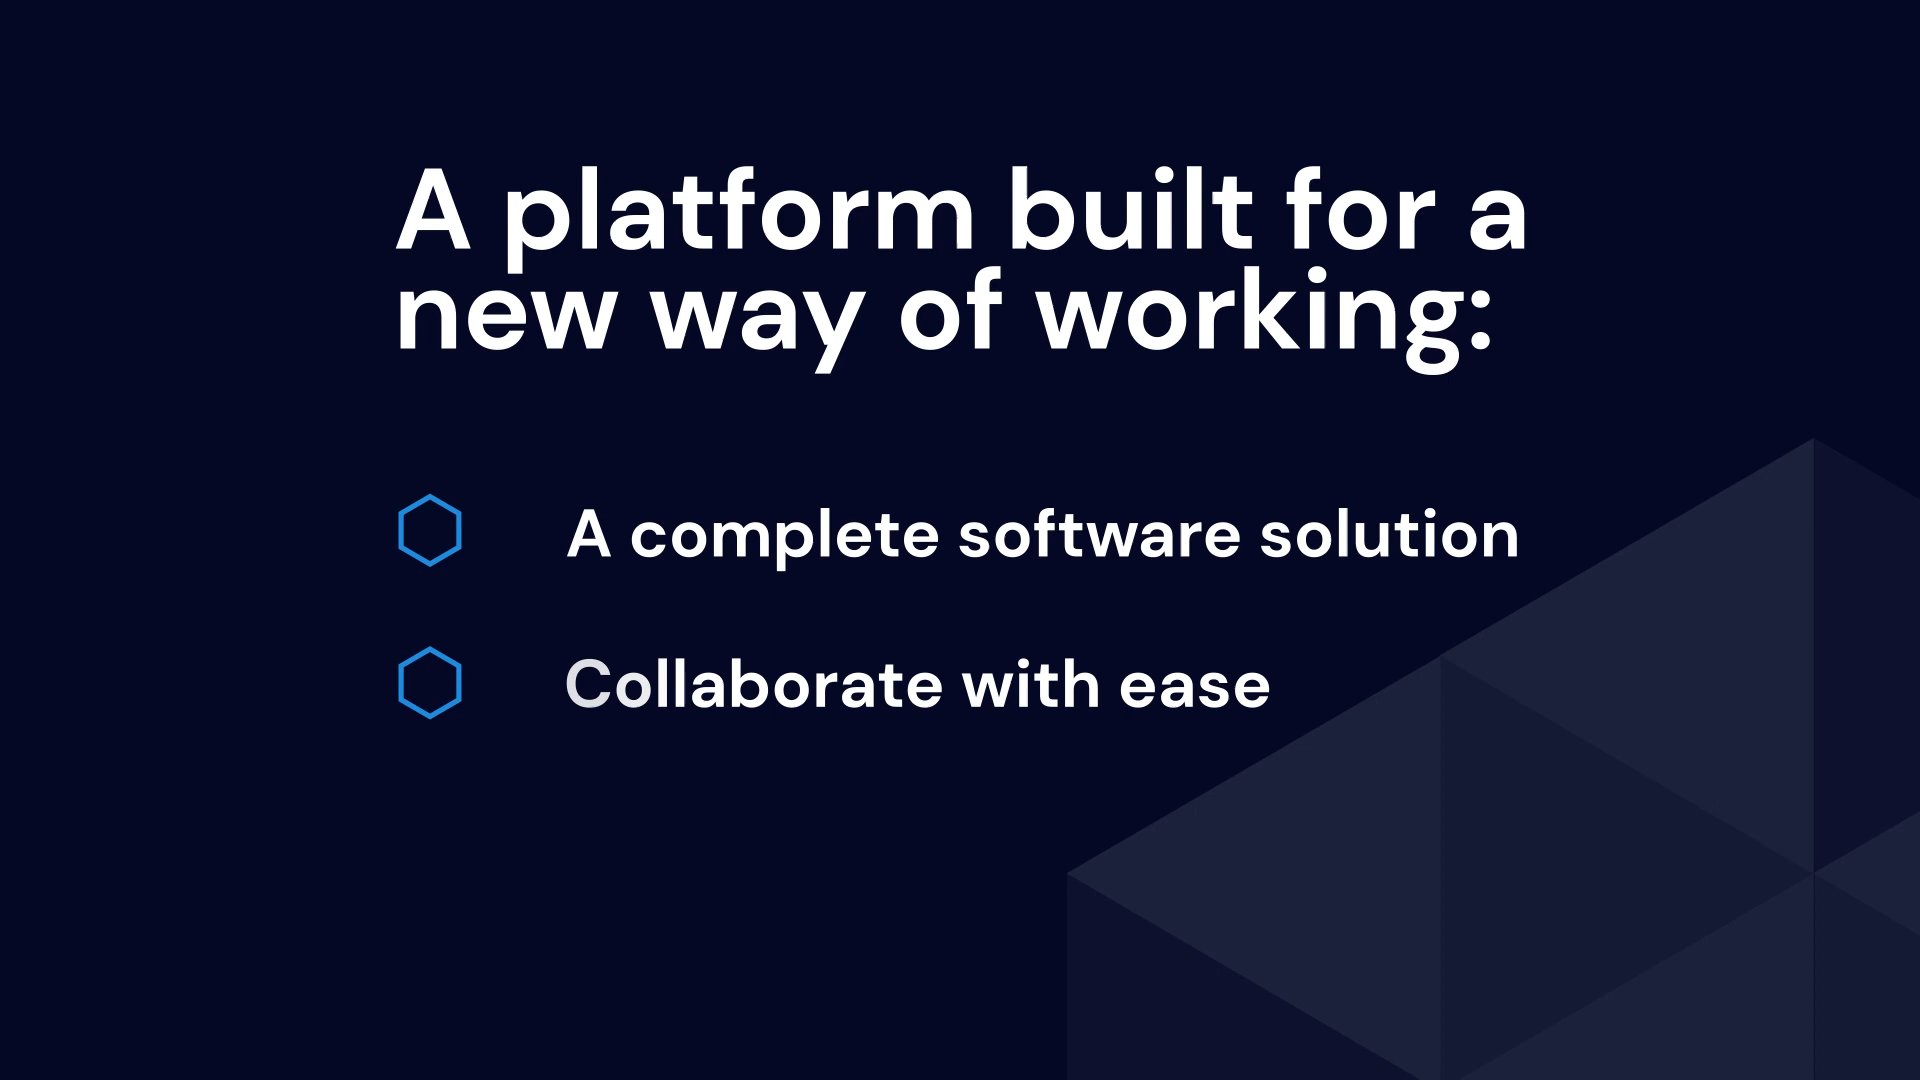 A platform built for a
new way of working:
A complete software solution
Collaborate with ease